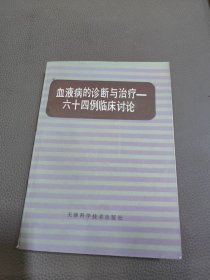 血液病的诊断与治疗—
六十四例临床讨论
天津科学技术出版社